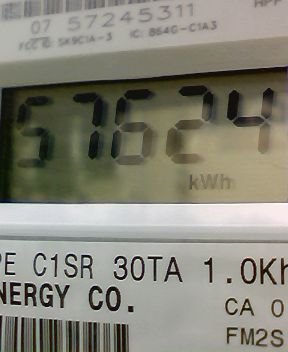 07 57245311
FCC ID: SK9C1A-3 IC: 864G-C1A3
57624
kWh
PE C1SR 30TA 1.0Kh
NERGY CO.
CA 0
FM2S